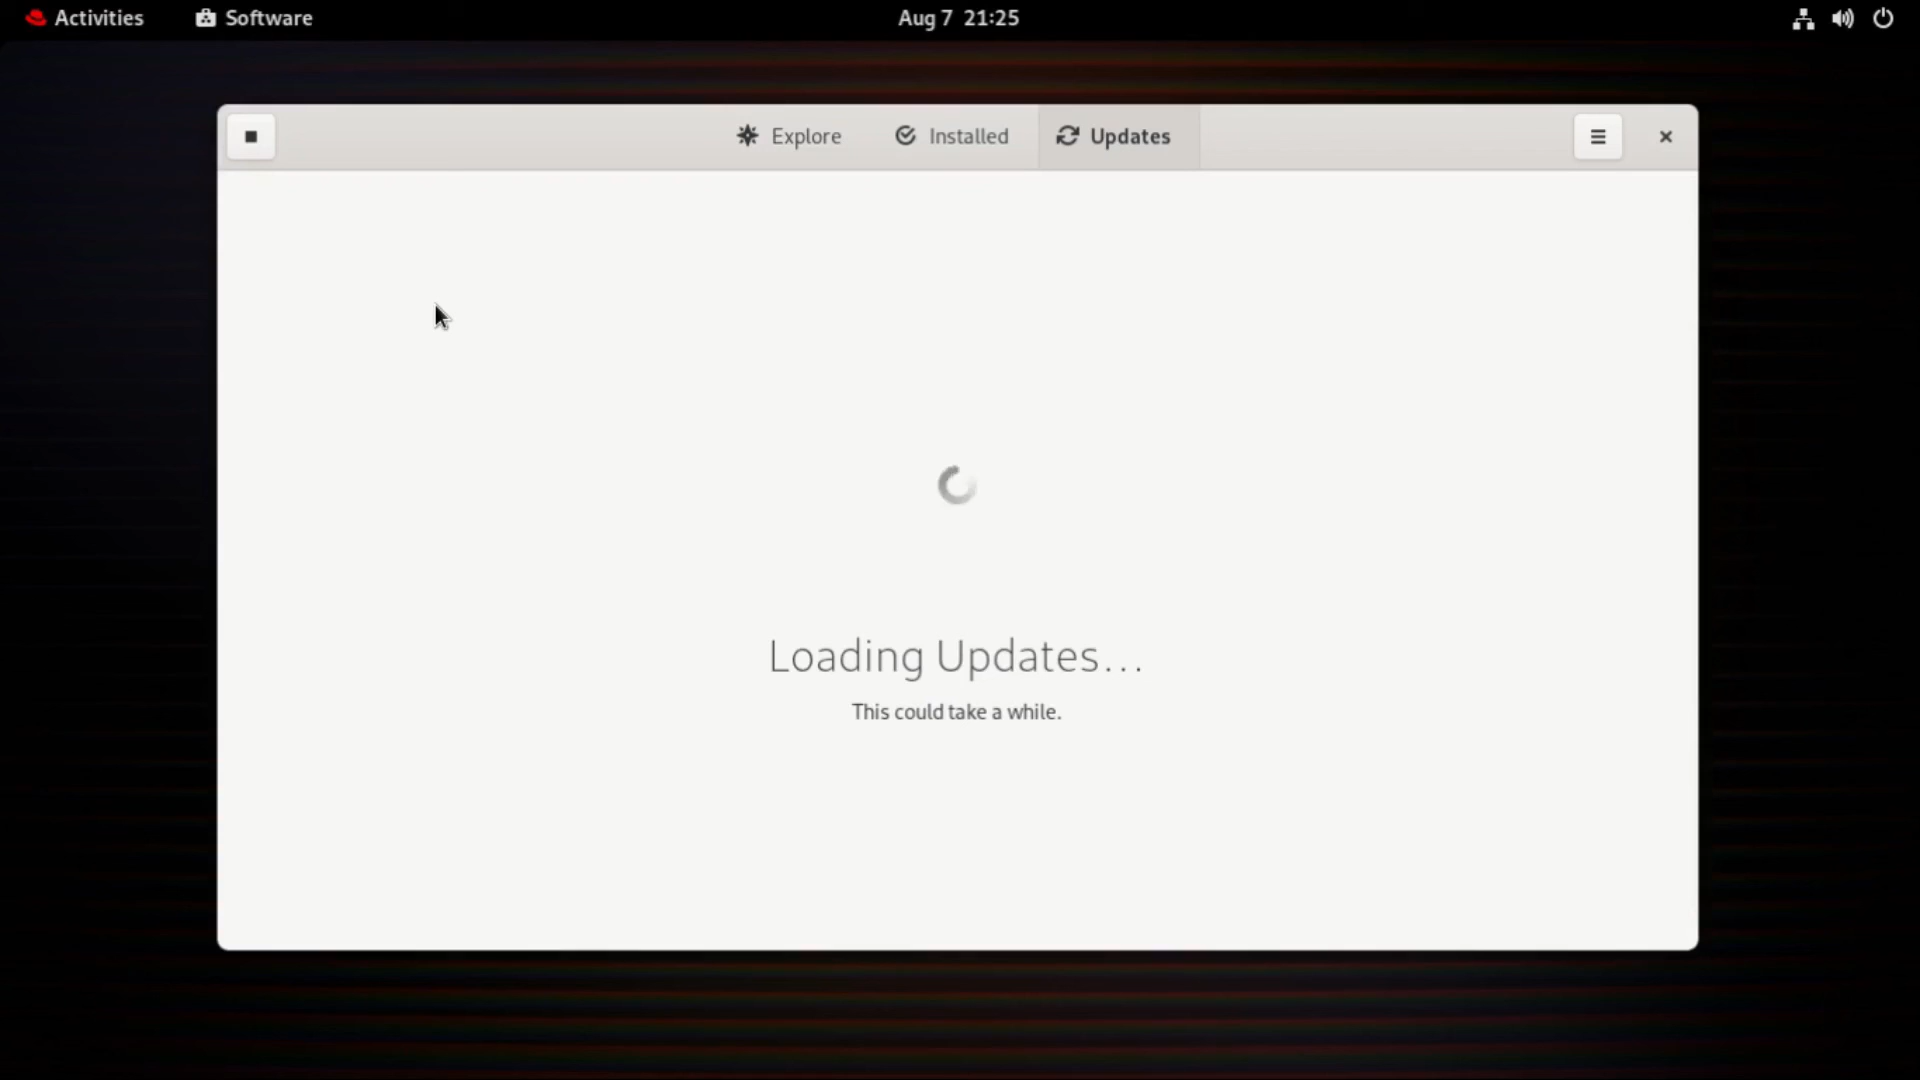 Activities Software Aug 7 21:25
Explore Installed Updates
Loading Updates...
This could take a while.